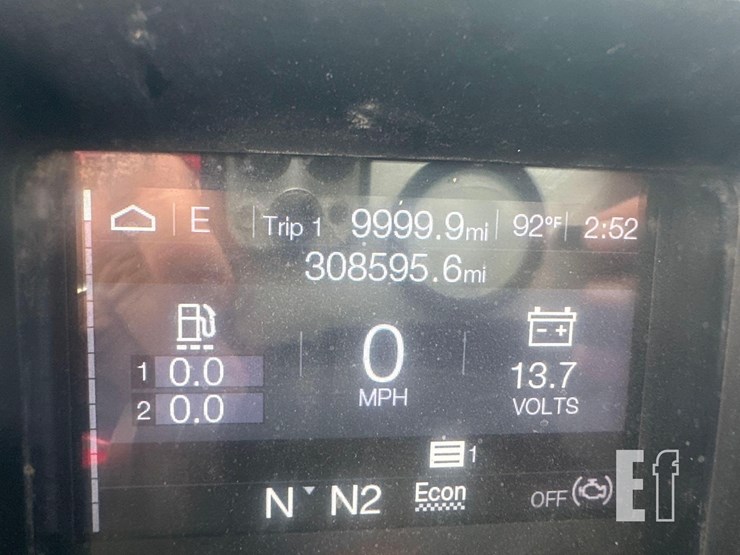 E Trip 1 9999.9mi 92°F 2:52
308595.6mi
1 0.0
2 0.0
0
MPH
- +
13.7
VOLTS
1
N N2 Econ OFF
Ef